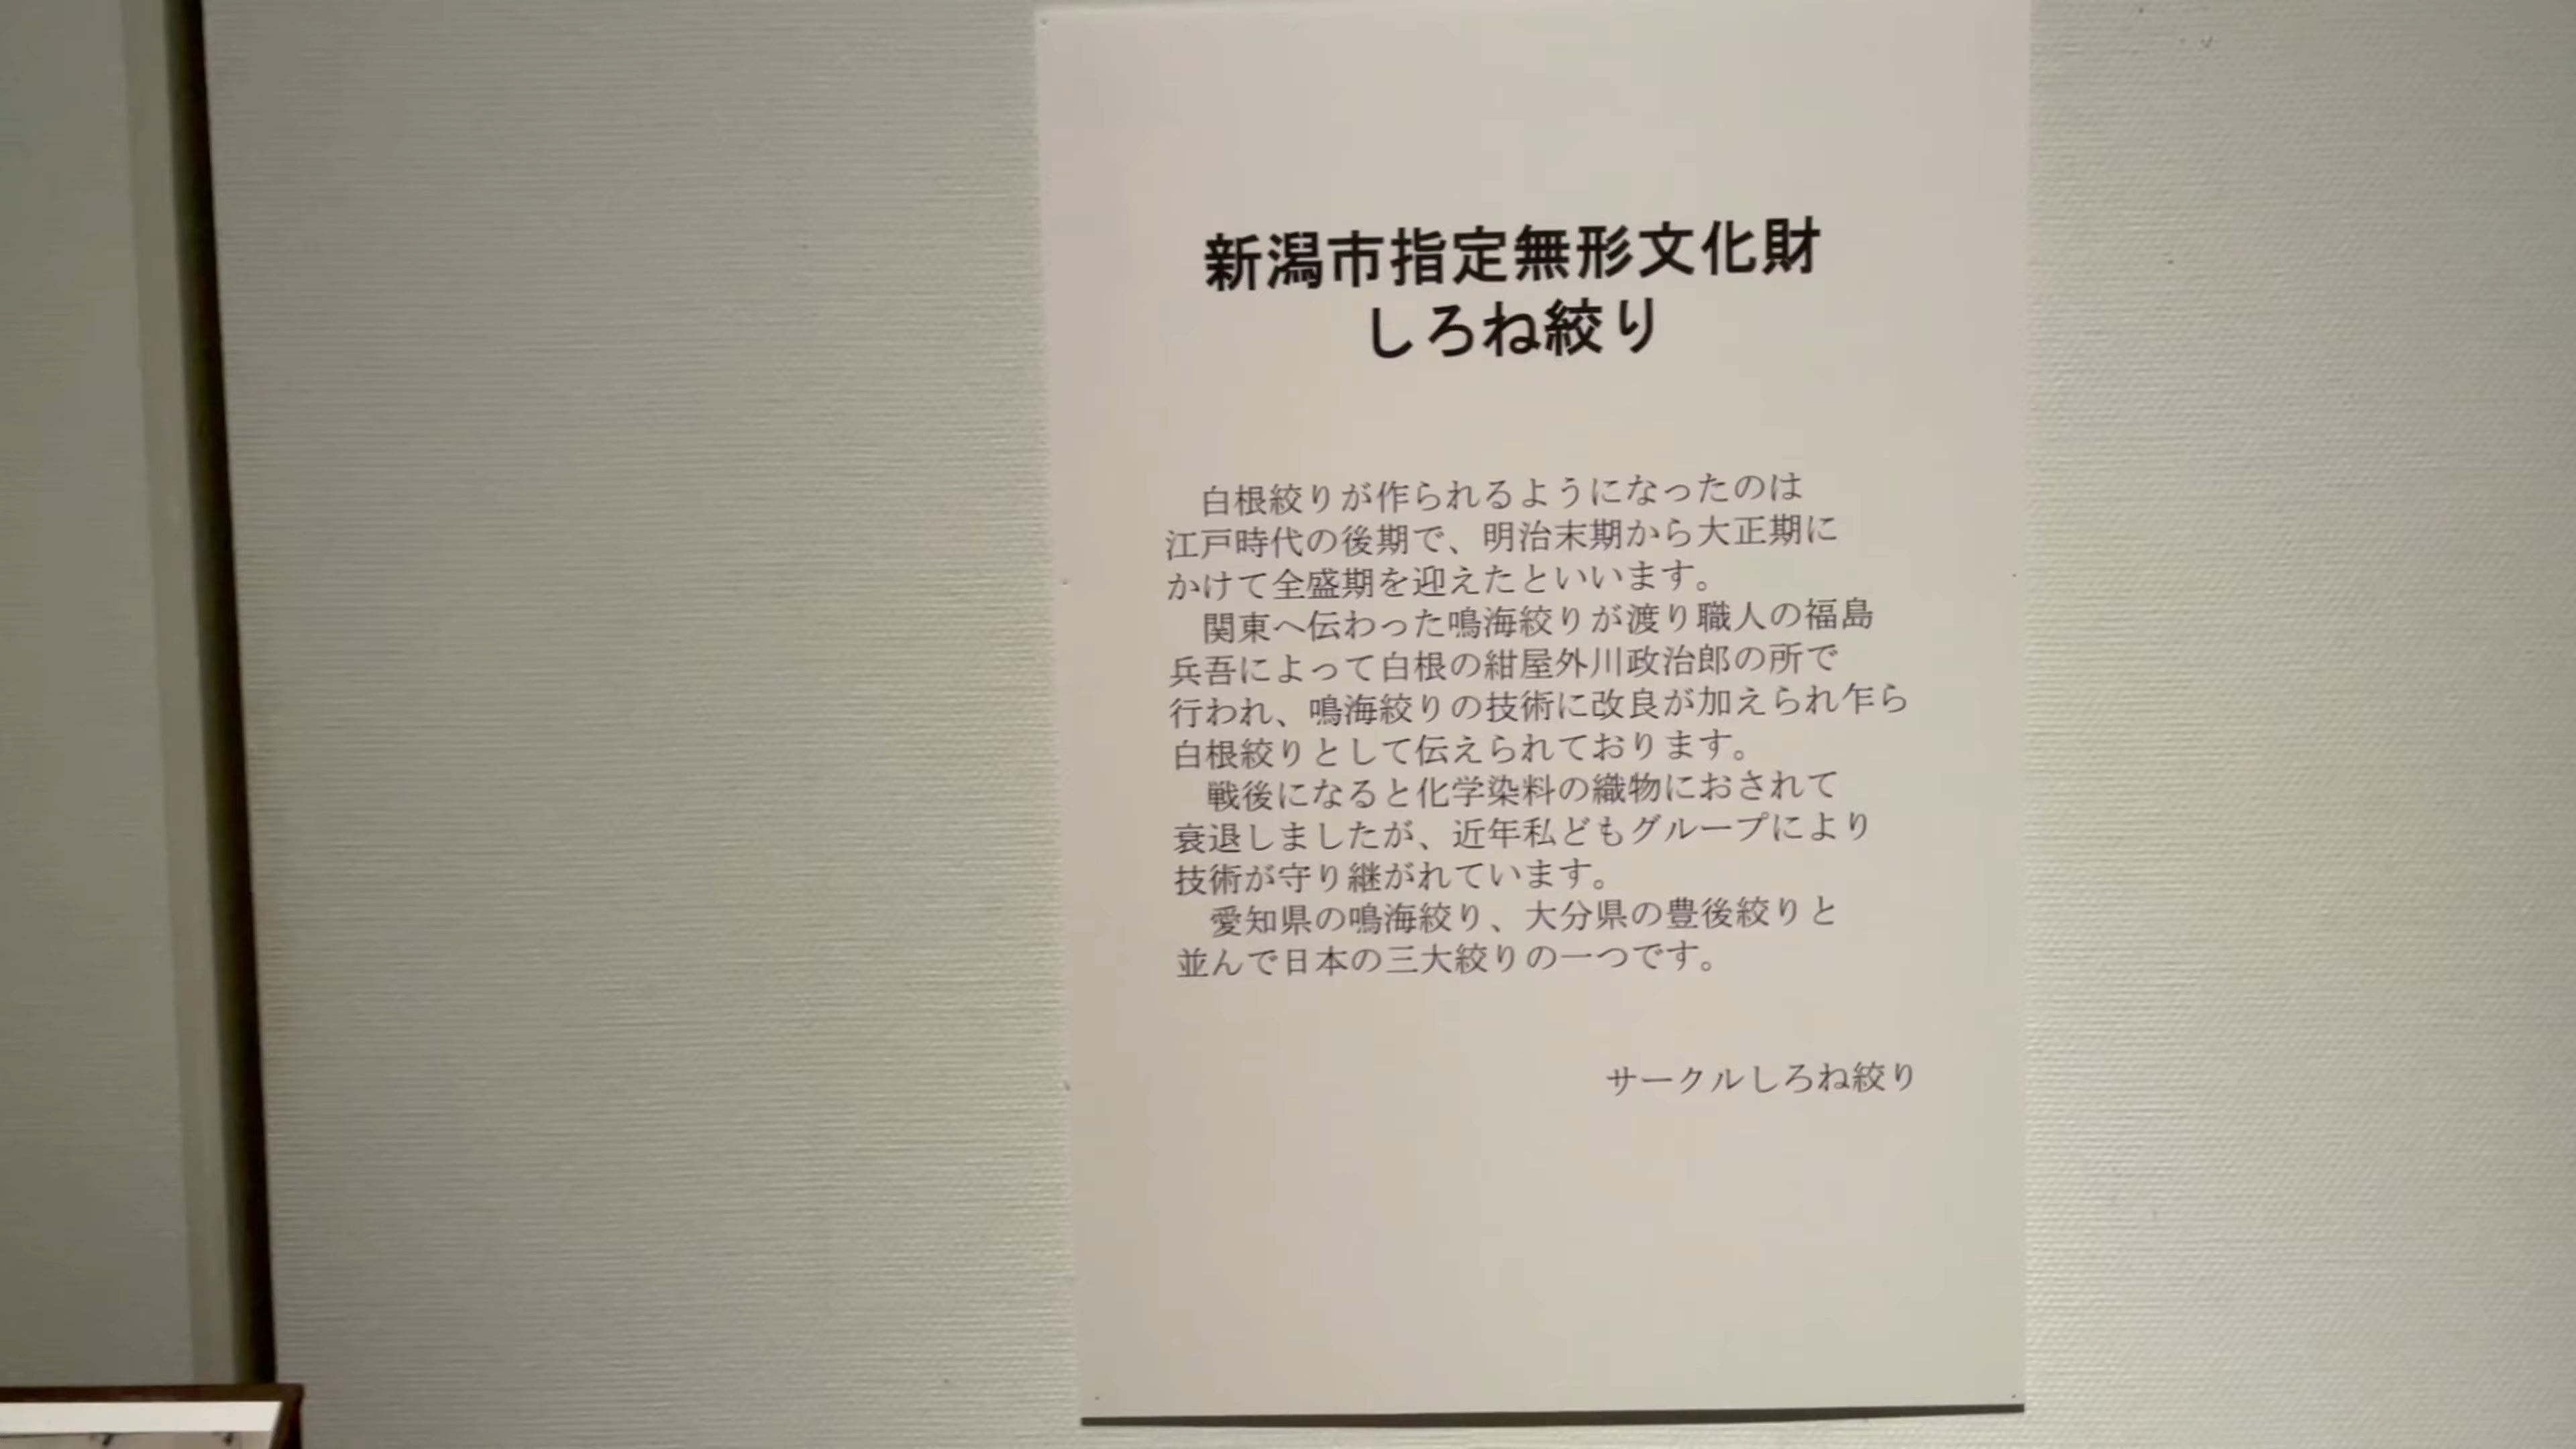 新潟市指定無形文化財
しろね絞り
白根絞りが作られるようになったのは
江戸時代の後期で、明治末期から大正期に
かけて全盛期を迎えたといいます。
関東へ伝わった鳴海絞りが渡り職人の福島
兵吾によって白根の紺屋外川政治郎の所で
行われ、鳴海絞りの技術に改良が加えられ乍ら
白根絞りとして伝えられております。
戦後になると化学染料の織物におされて
衰退しましたが、近年私どもグループにより
技術が守り継がれています。
愛知県の鳴海絞り、大分県の豊後絞りと
並んで日本の三大絞りの一つです。
サークルしろね絞り